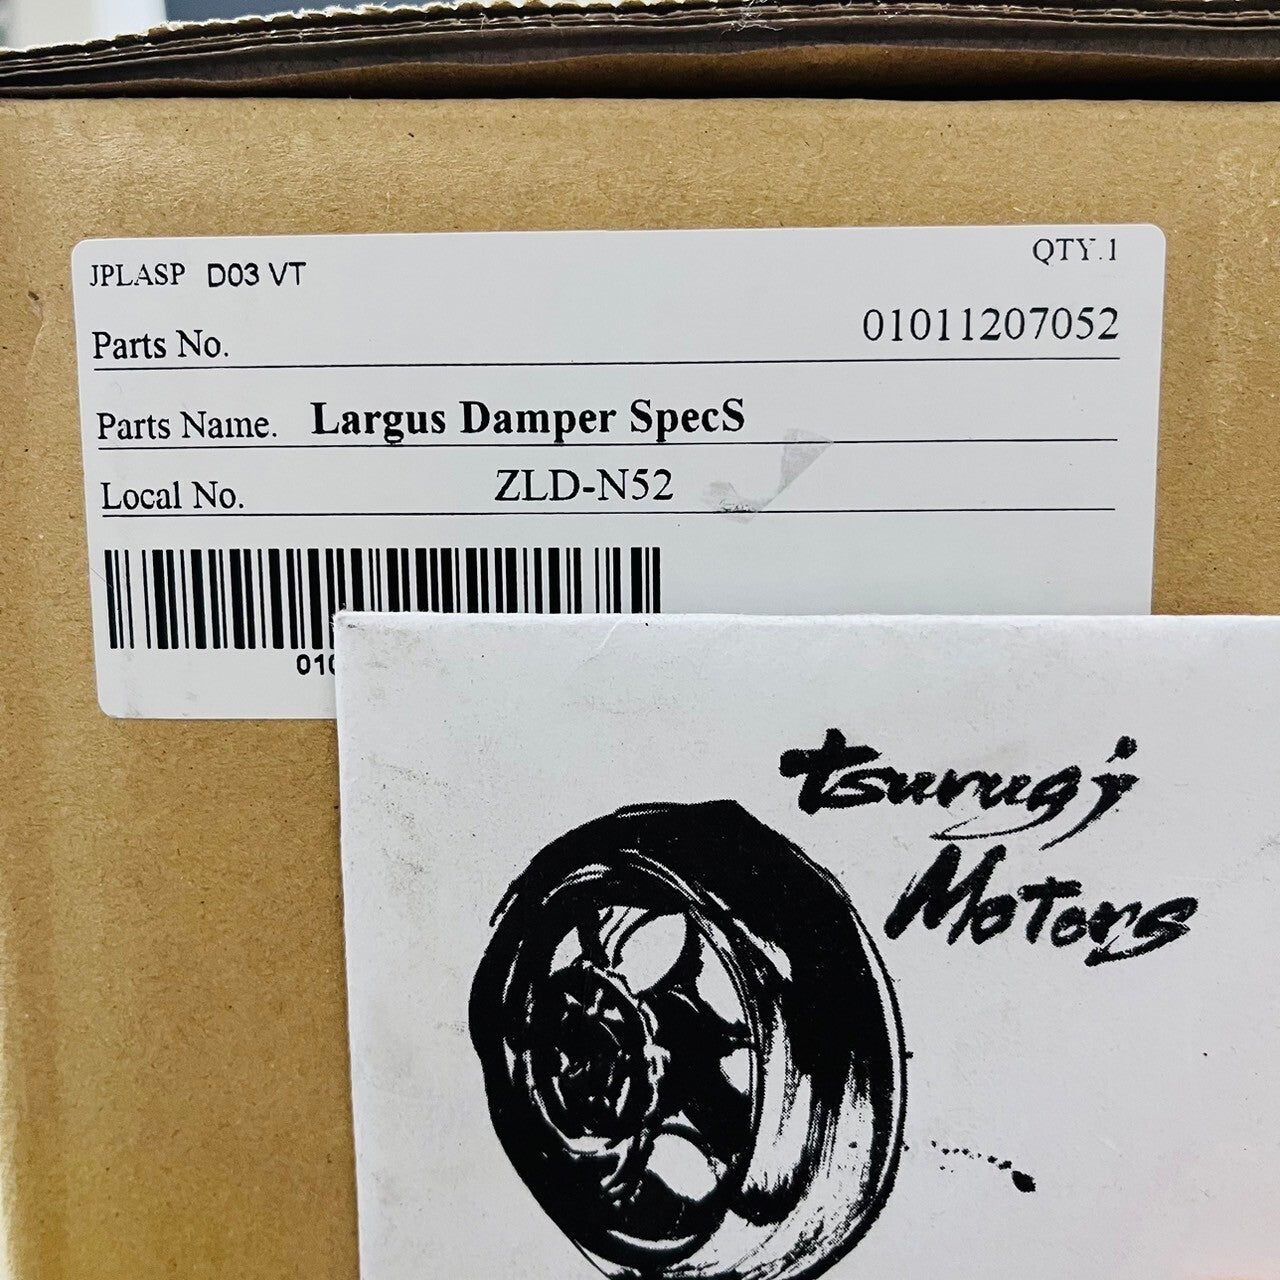 JPLASP D03 VT
QTY.1
Parts No. 01011207052
Parts Name. Largus Damper SpecS
Local No. ZLD-N52
010
tsurugi
Motors